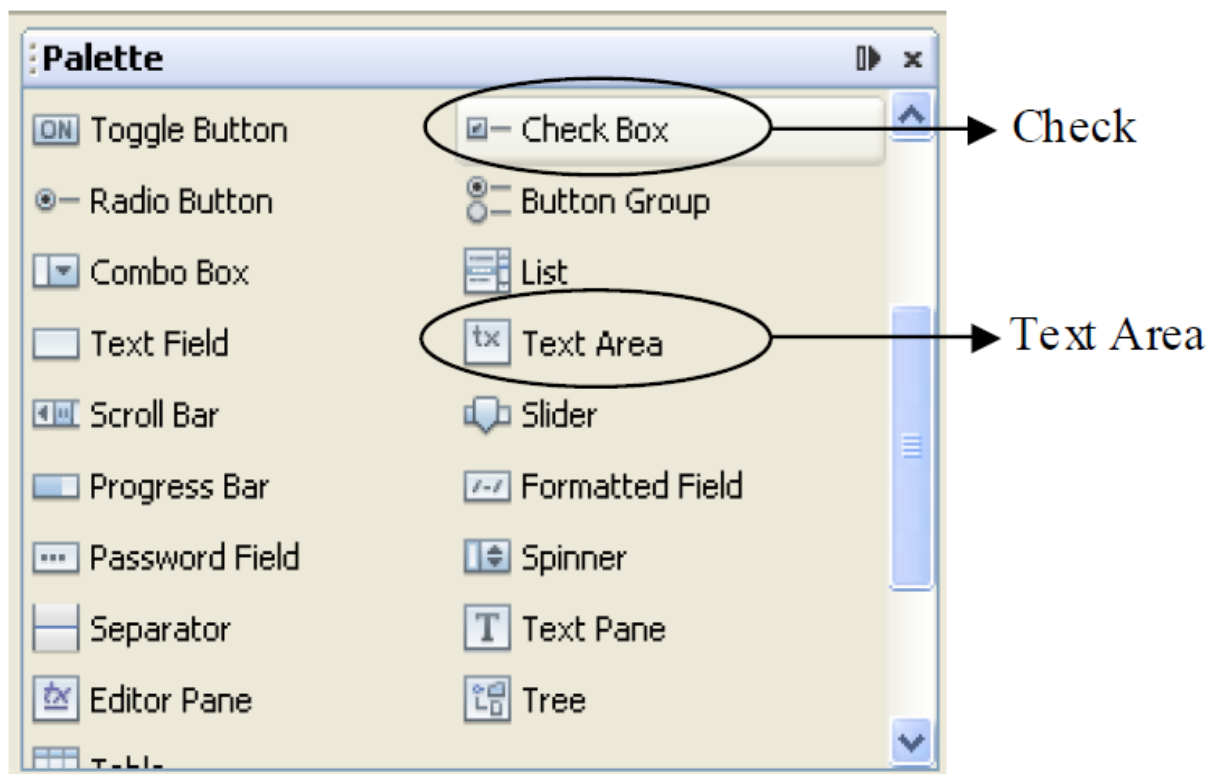 Palette
Toggle Button Check Box Check
Radio Button Button Group
Combo Box List
Text Field Text Area Text Area
Scroll Bar Slider
Progress Bar Formatted Field
Password Field Spinner
Separator Text Pane
Editor Pane Tree
Table